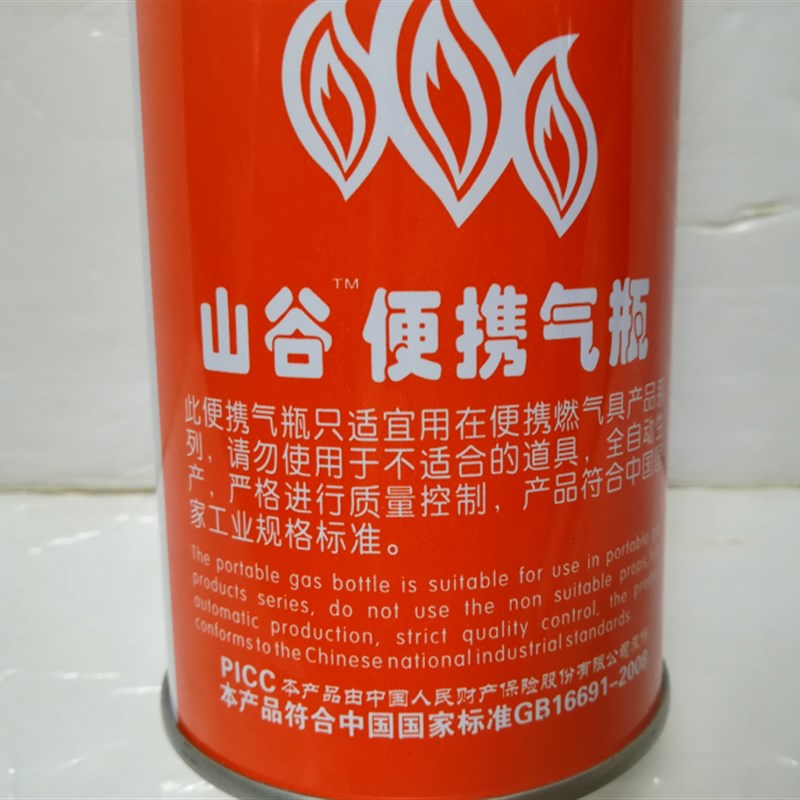 山谷™ 便携气瓶
此便携气瓶只适宜用在便携燃气具产品系
列，请勿使用于不适合的道具，全自动生
产，严格进行质量控制，产品符合中国国
家工业规格标准。
The portable gas bottle is suitable for use in portable
products series, do not use the non suitable props,
automatic production, strict quality control, the
conforms to the Chinese national industrial standards.
PICC 本产品由中国人民财产保险股份有限公司
本产品符合中国国家标准GB16691-2008